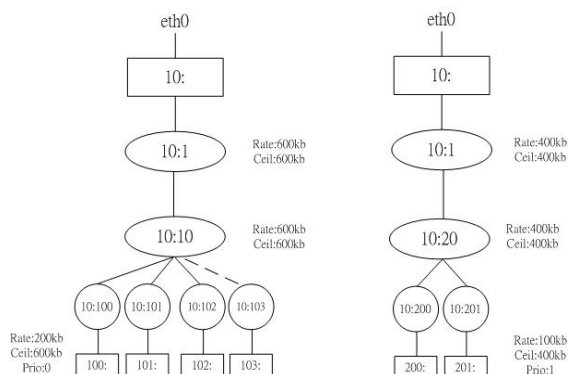 eth0
10:
10:1
Rate:600kb
Ceil:600kb
10:10
Rate:600kb
Ceil:600kb
10:100
10:101
10:102
10:103
Rate:200kb
Ceil:600kb
Prio:0
100:
101:
102:
103:
eth0
10:
10:1
Rate:400kb
Ceil:400kb
10:20
Rate:400kb
Ceil:400kb
10:200
10:201
Rate:100kb
Ceil:400kb
Prio:1
200:
201: